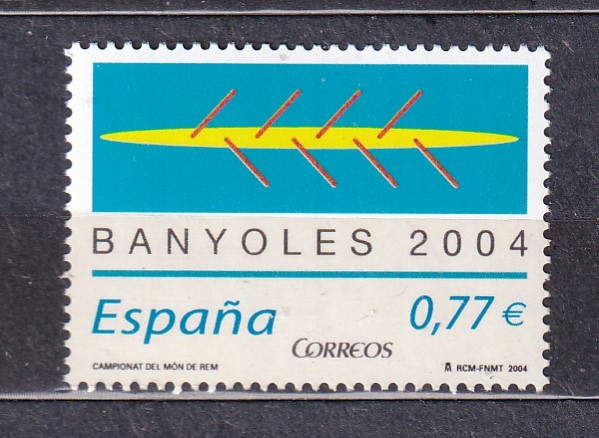 BANYOLES 2004
España 0,77 €
CORREOS
CAMPIONAT DEL MÓN DE REM RCM-FNMT 2004